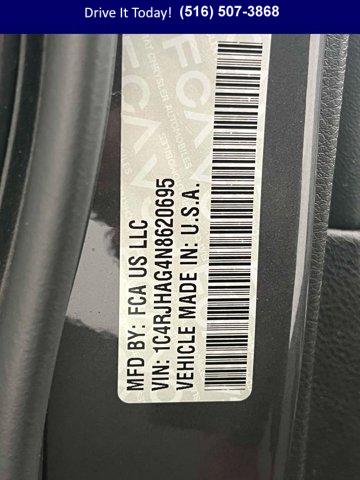 Drive It Today! (516) 507-3868
MFD BY: FCA US LLC
VIN: 1C4RJHAG4N8620695
VEHICLE MADE IN: U.S.A.